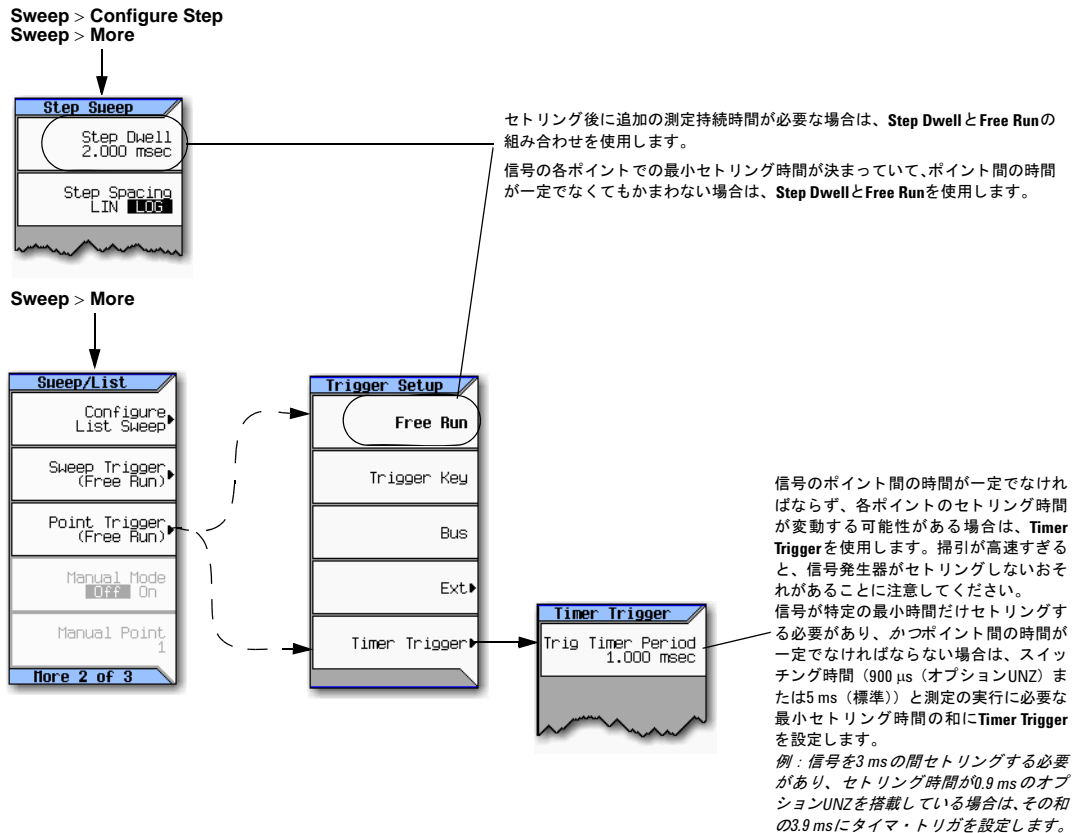 Sweep > Configure Step
Sweep > More
Step Sweep
Step Dwell
2.000 msec
Step Spacing
LIN LOG
セトリング後に追加の測定持続時間が必要な場合は、Step DwellとFree Runの
組み合わせを使用します。
信号の各ポイントでの最小セトリング時間が決まっていて、ポイント間の時間
が一定でなくてもかまわない場合は、Step DwellとFree Runを使用します。
Sweep > More
Sweep/List
Configure
List Sweep
Sweep Trigger
(Free Run)
Point Trigger
(Free Run)
Manual Mode
Off On
Manual Point
1
More 2 of 3
Trigger Setup
Free Run
Trigger Key
Bus
Ext
Timer Trigger
Timer Trigger
Trig Timer Period
1.000 msec
信号のポイント間の時間が一定でなけれ
ばならず、各ポイントのセトリング時間
が変動する可能性がある場合は、Timer
Triggerを使用します。掃引が高速すぎる
と、信号発生器がセトリングしないおそ
れがあることに注意してください。
信号が特定の最小時間だけセトリングす
る必要があり、かつポイント間の時間が
一定でなければならない場合は、スイッ
チング時間（900 μs（オプションUNZ）ま
たは5 ms（標準））と測定の実行に必要な
最小セトリング時間の和にTimer Trigger
を設定します。
例：信号を3 msの間セトリングする必要
があり、セトリング時間が0.9 msのオプ
ションUNZを搭載している場合は、その和
の3.9 msにタイマ・トリガを設定します。